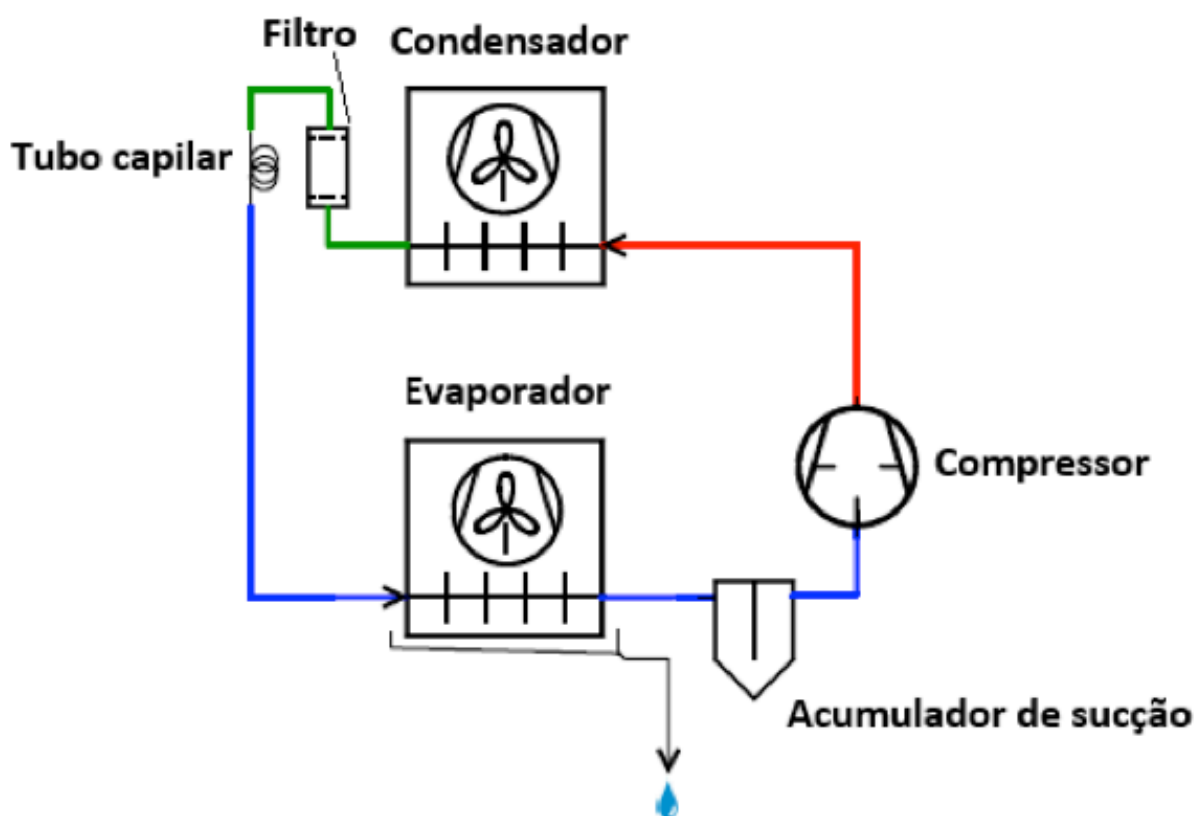 Filtro
Condensador
Tubo capilar
Evaporador
Compressor
Acumulador de sucção